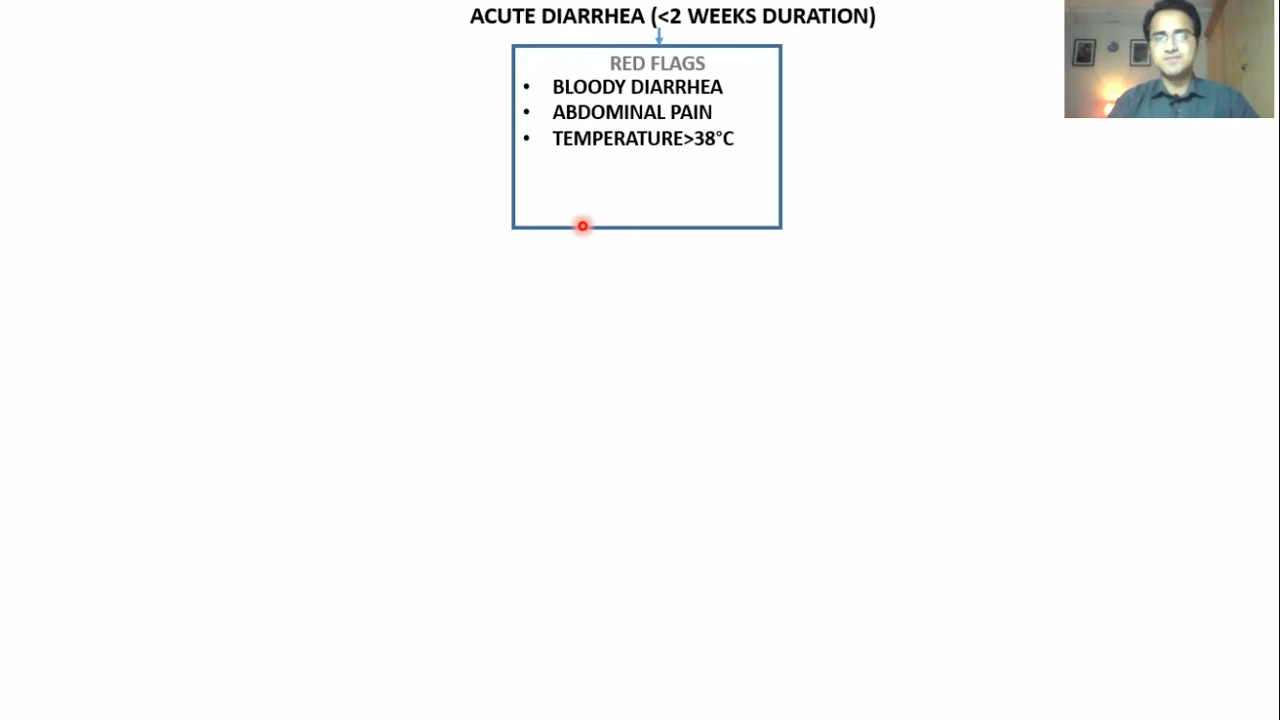 ACUTE DIARRHEA (<2 WEEKS DURATION)
RED FLAGS
• BLOODY DIARRHEA
• ABDOMINAL PAIN
• TEMPERATURE>38°C